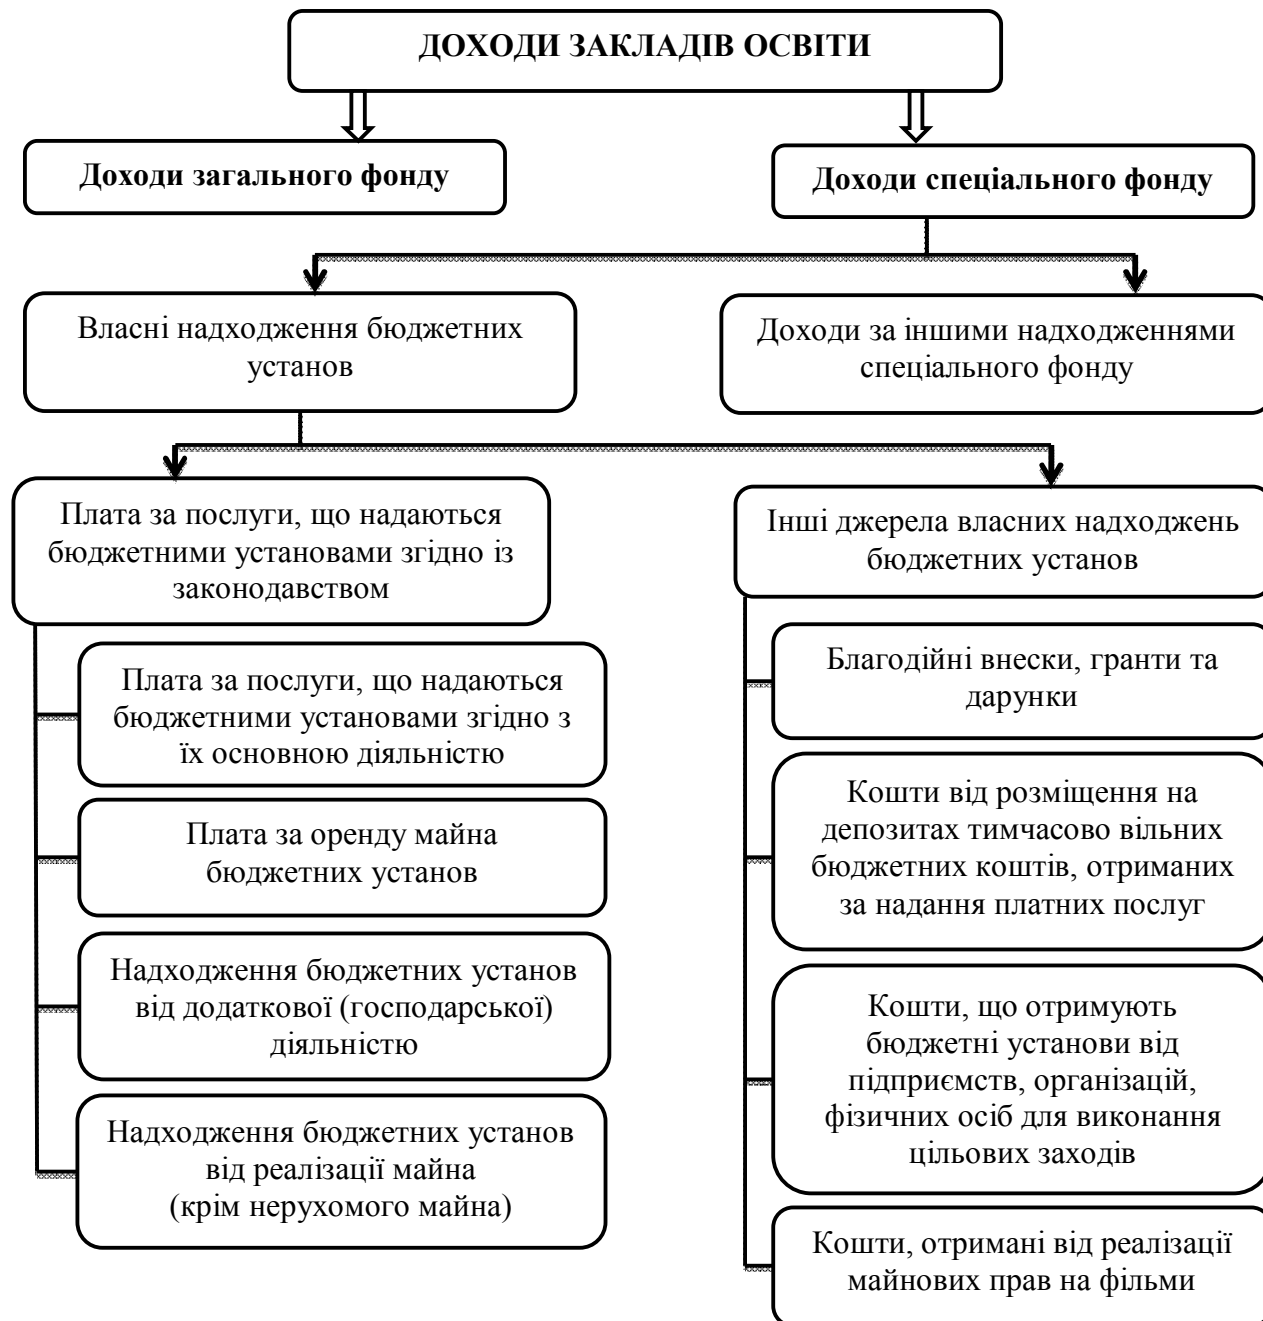 ДОХОДИ ЗАКЛАДІВ ОСВІТИ
Доходи загального фонду
Доходи спеціального фонду
Власні надходження бюджетних
установ
Доходи за іншими надходженнями
спеціального фонду
Плата за послуги, що надаються
бюджетними установами згідно із
законодавством
Плата за послуги, що надаються
бюджетними установами згідно з
їх основною діяльністю
Плата за оренду майна
бюджетних установ
Надходження бюджетних установ
від додаткової (господарської)
діяльністю
Надходження бюджетних установ
від реалізації майна
(крім нерухомого майна)
Інші джерела власних надходжень
бюджетних установ
Благодійні внески, гранти та
дарунки
Кошти від розміщення на
депозитах тимчасово вільних
бюджетних коштів, отриманих
за надання платних послуг
Кошти, що отримують
бюджетні установи від
підприємств, організацій,
фізичних осіб для виконання
цільових заходів
Кошти, отримані від реалізації
майнових прав на фільми